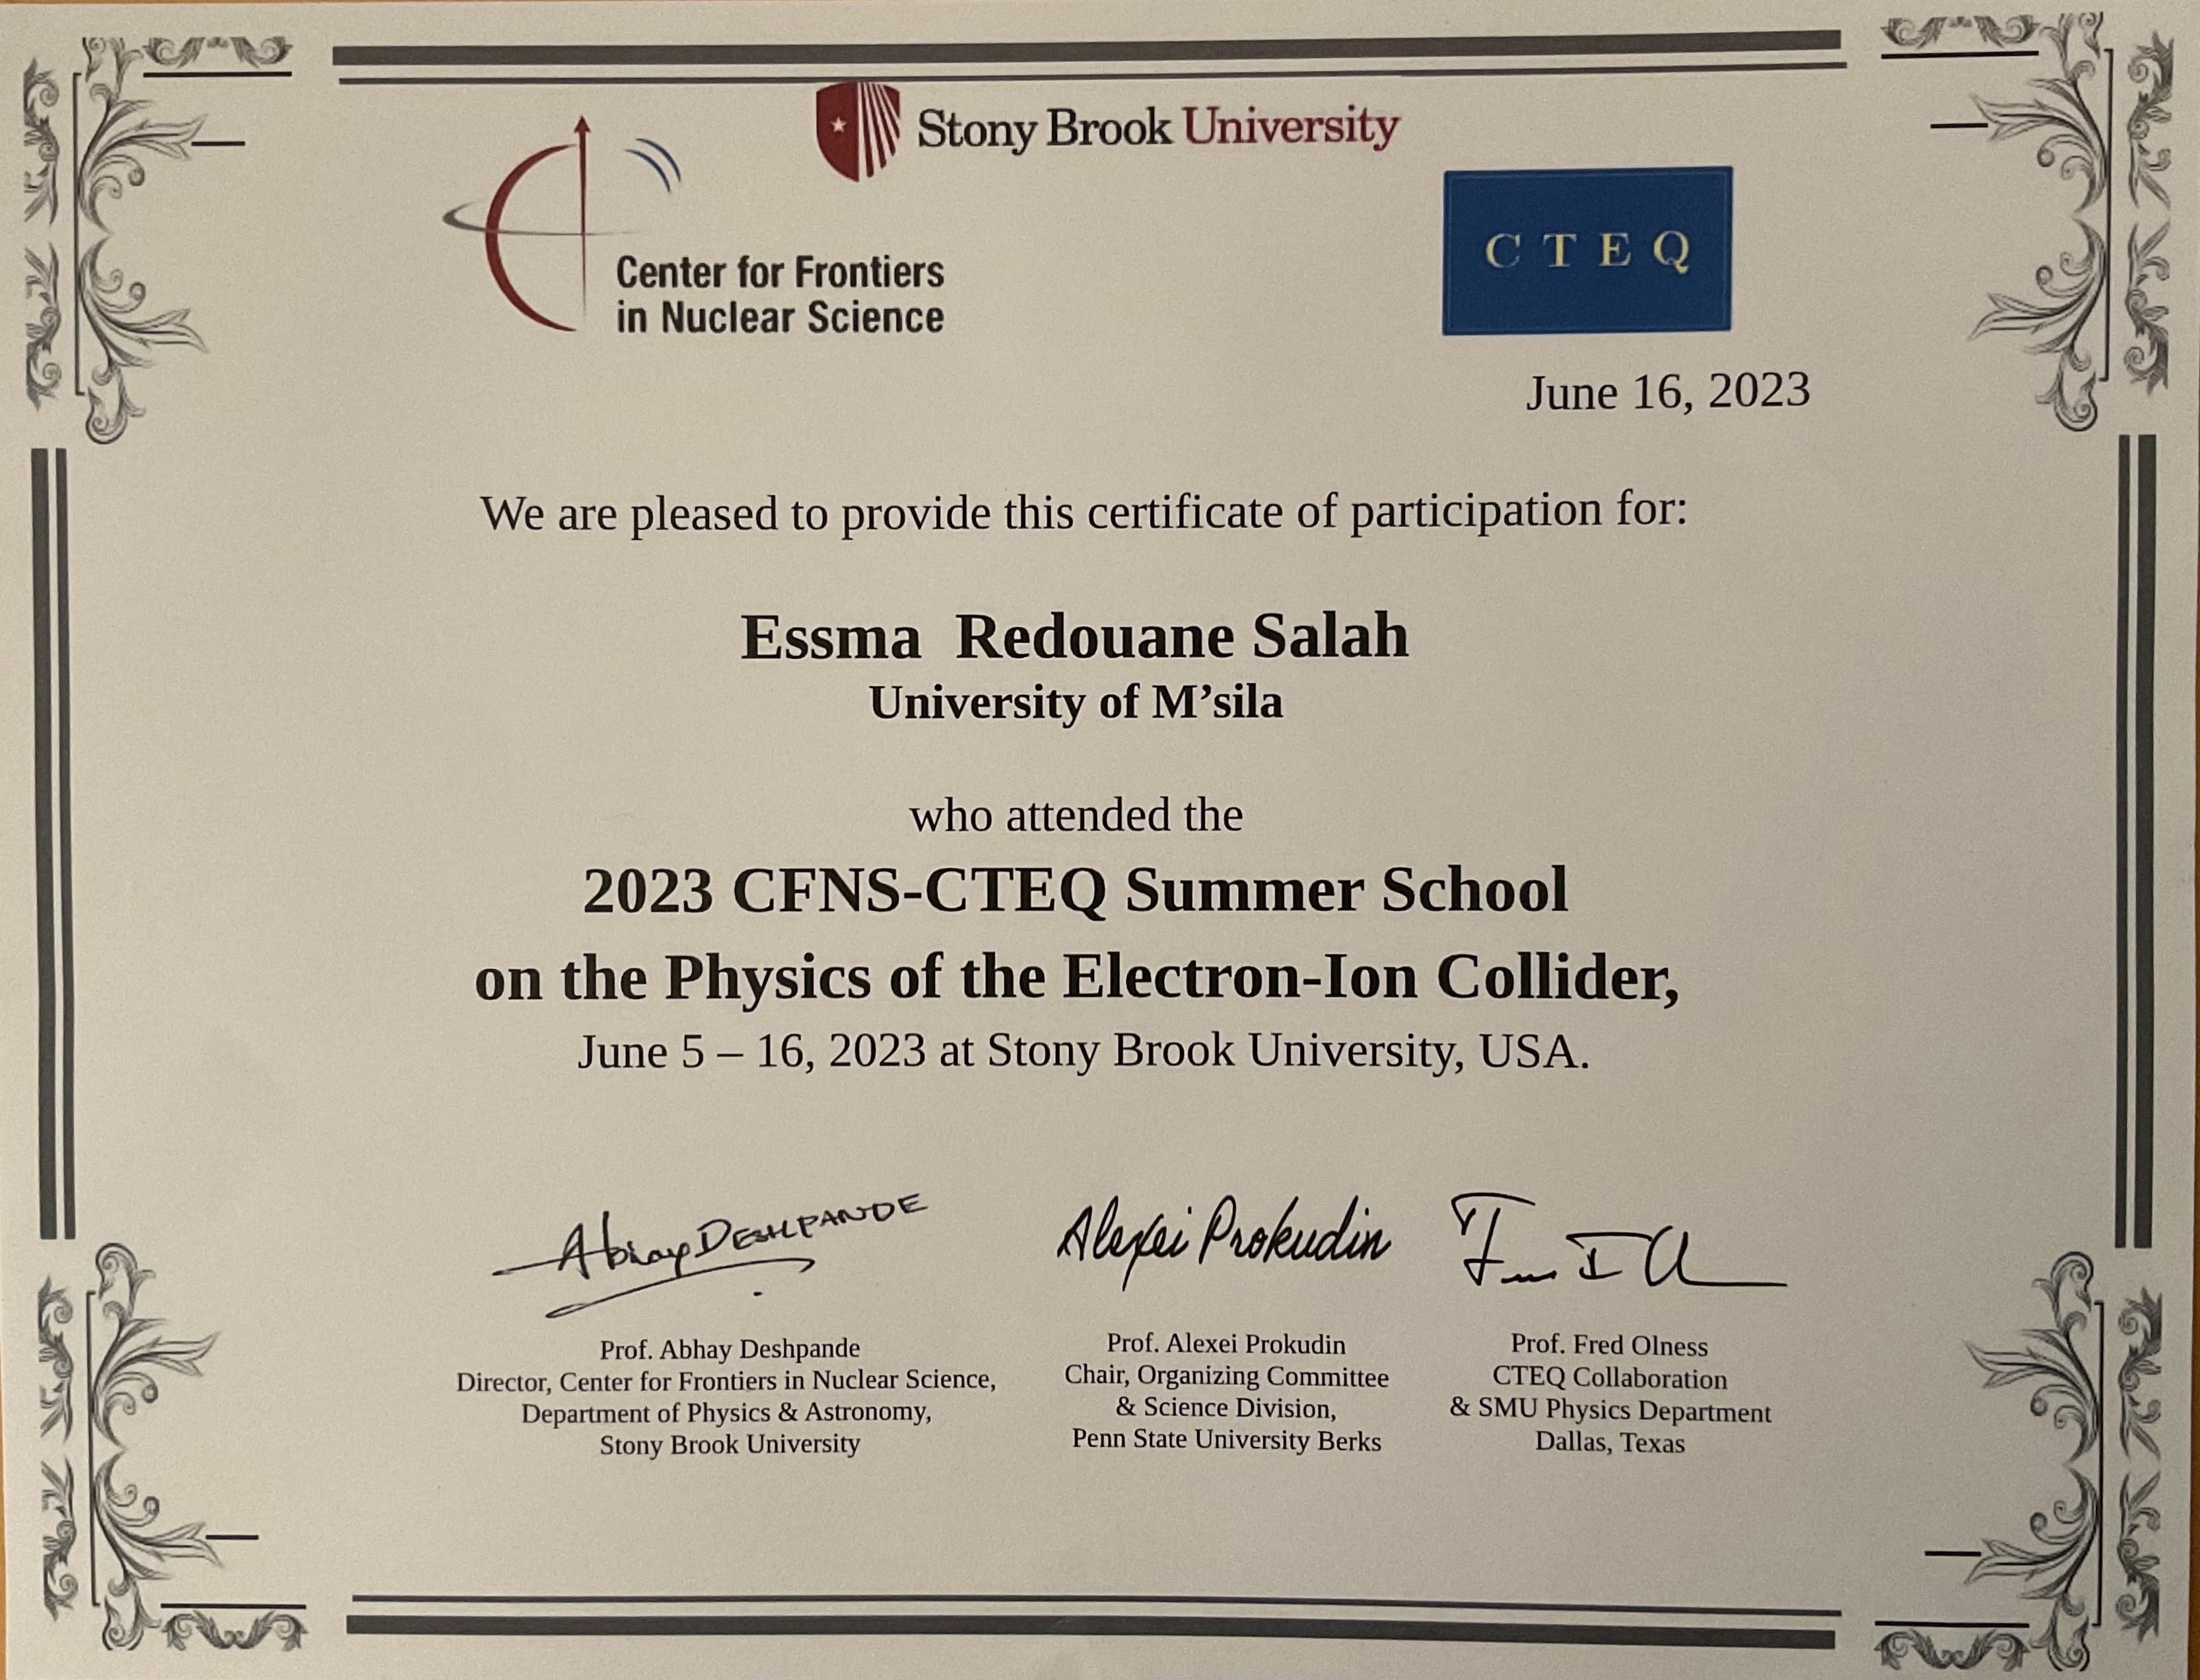 Stony Brook University
Center for Frontiers
in Nuclear Science
C T E Q
June 16, 2023
We are pleased to provide this certificate of participation for:
Essma Redouane Salah
University of M’sila
who attended the
2023 CFNS-CTEQ Summer School
on the Physics of the Electron-Ion Collider,
June 5 – 16, 2023 at Stony Brook University, USA.
Abhay DESHPANDE
Alexei Prokudin
Prof. Abhay Deshpande
Director, Center for Frontiers in Nuclear Science,
Department of Physics & Astronomy,
Stony Brook University
Prof. Alexei Prokudin
Chair, Organizing Committee
& Science Division,
Penn State University Berks
Prof. Fred Olness
CTEQ Collaboration
& SMU Physics Department
Dallas, Texas